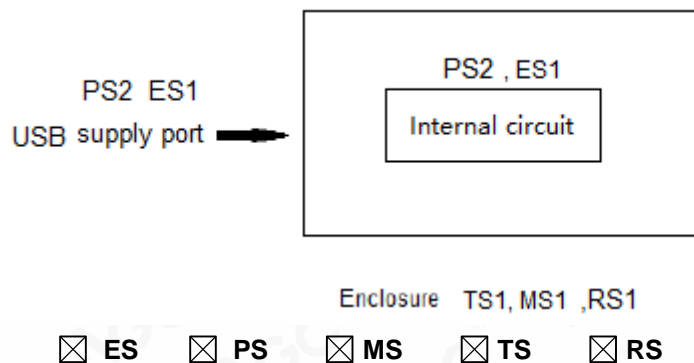 PS2 , ES1
PS2 ES1
Internal circuit
USB supply port
Enclosure TS1, MS1 ,RS1
☒ ES ☒ PS ☒ MS ☒ TS ☒ RS